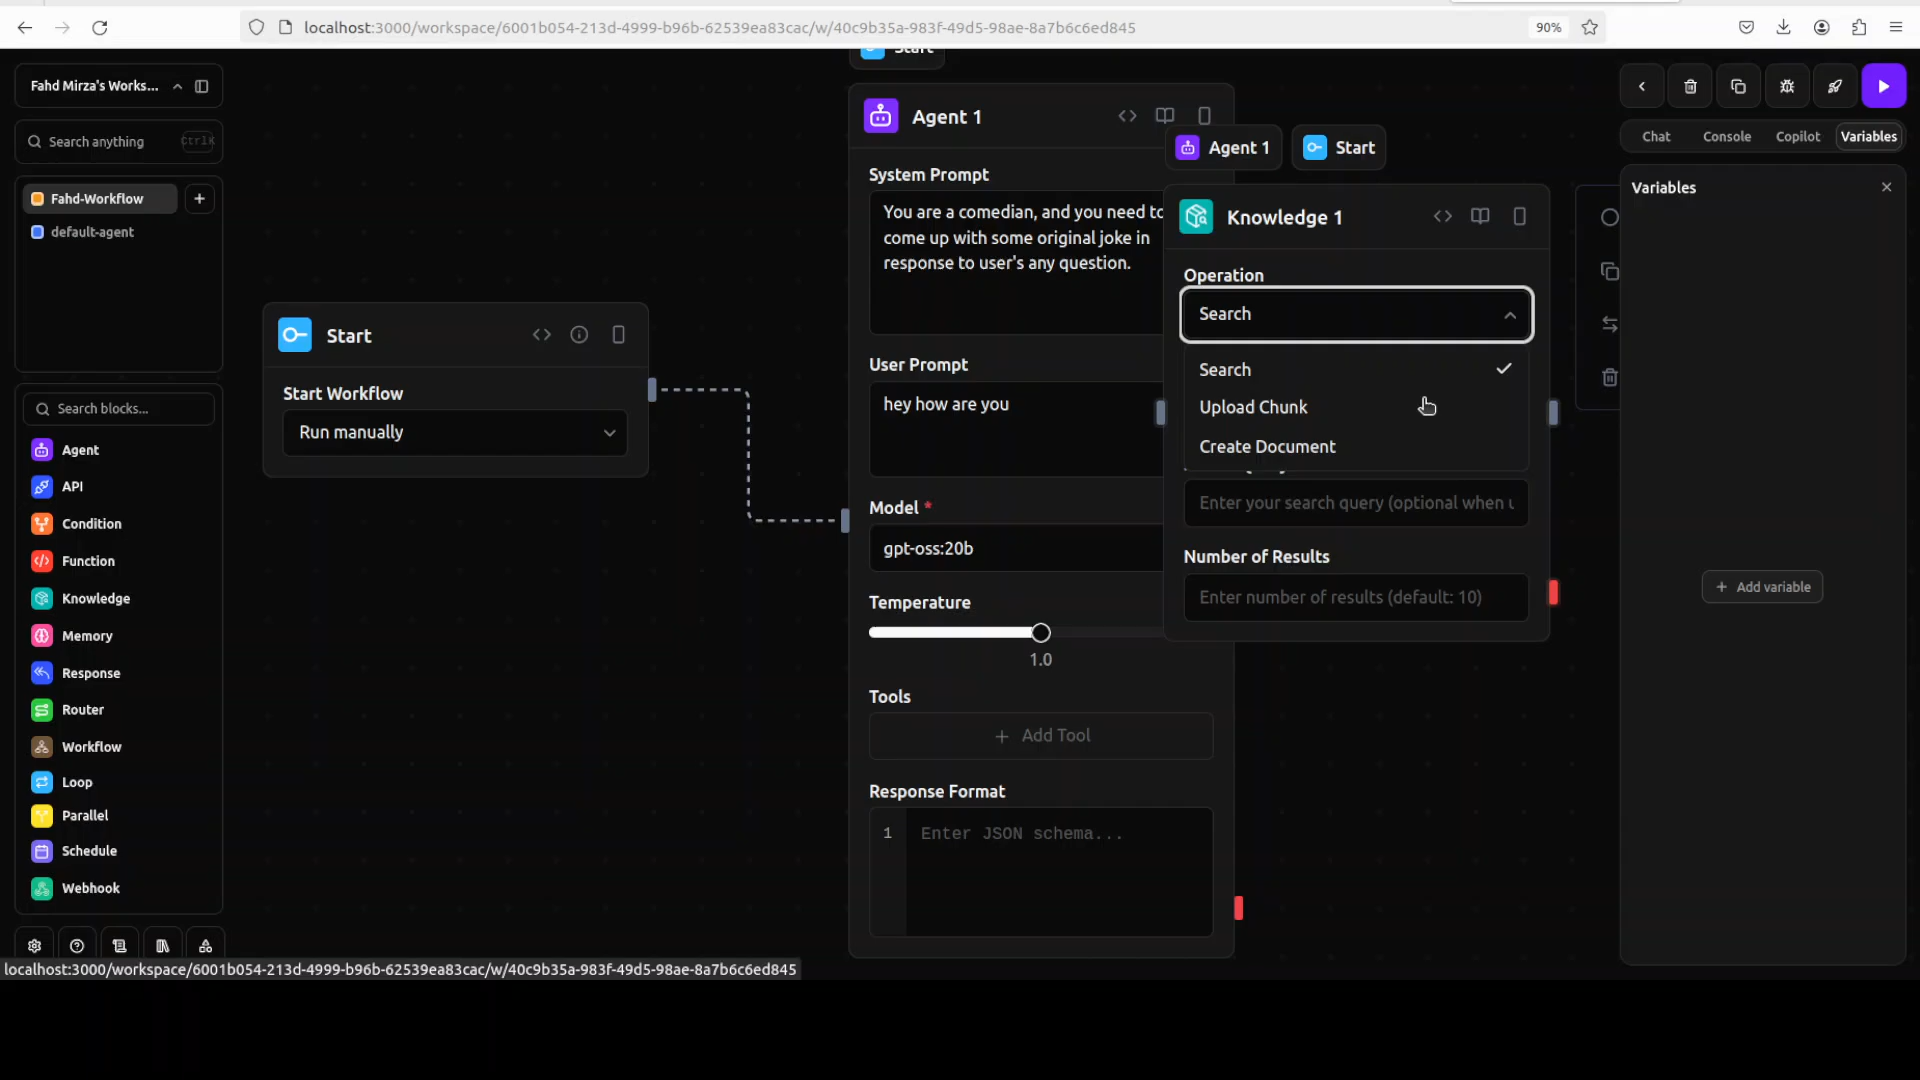 localhost:3000/workspace/6001b054-213d-4999-b96b-62539ea83cac/w/40c9b35a-983f-49d5-98ae-8a7b6c6ed845
90%
Fahd Mirza's Works...
Search anything
CtrlK
Fahd-Workflow
default-agent
Search blocks...
Agent
API
Condition
Function
Knowledge
Memory
Response
Router
Workflow
Loop
Parallel
Schedule
Webhook
Start
Start Workflow
Run manually
Start
Agent 1
System Prompt
You are a comedian, and you need to
come up with some original joke in
response to user's any question.
User Prompt
hey how are you
Model *
gpt-oss:20b
Temperature
1.0
Tools
+ Add Tool
Response Format
1 Enter JSON schema...
Agent 1
Start
Knowledge 1
Operation
Search
Search
Upload Chunk
Create Document
Enter your search query (optional when u
Number of Results
Enter number of results (default: 10)
Chat
Console
Copilot
Variables
Variables
+ Add variable
localhost:3000/workspace/6001b054-213d-4999-b96b-62539ea83cac/w/40c9b35a-983f-49d5-98ae-8a7b6c6ed845